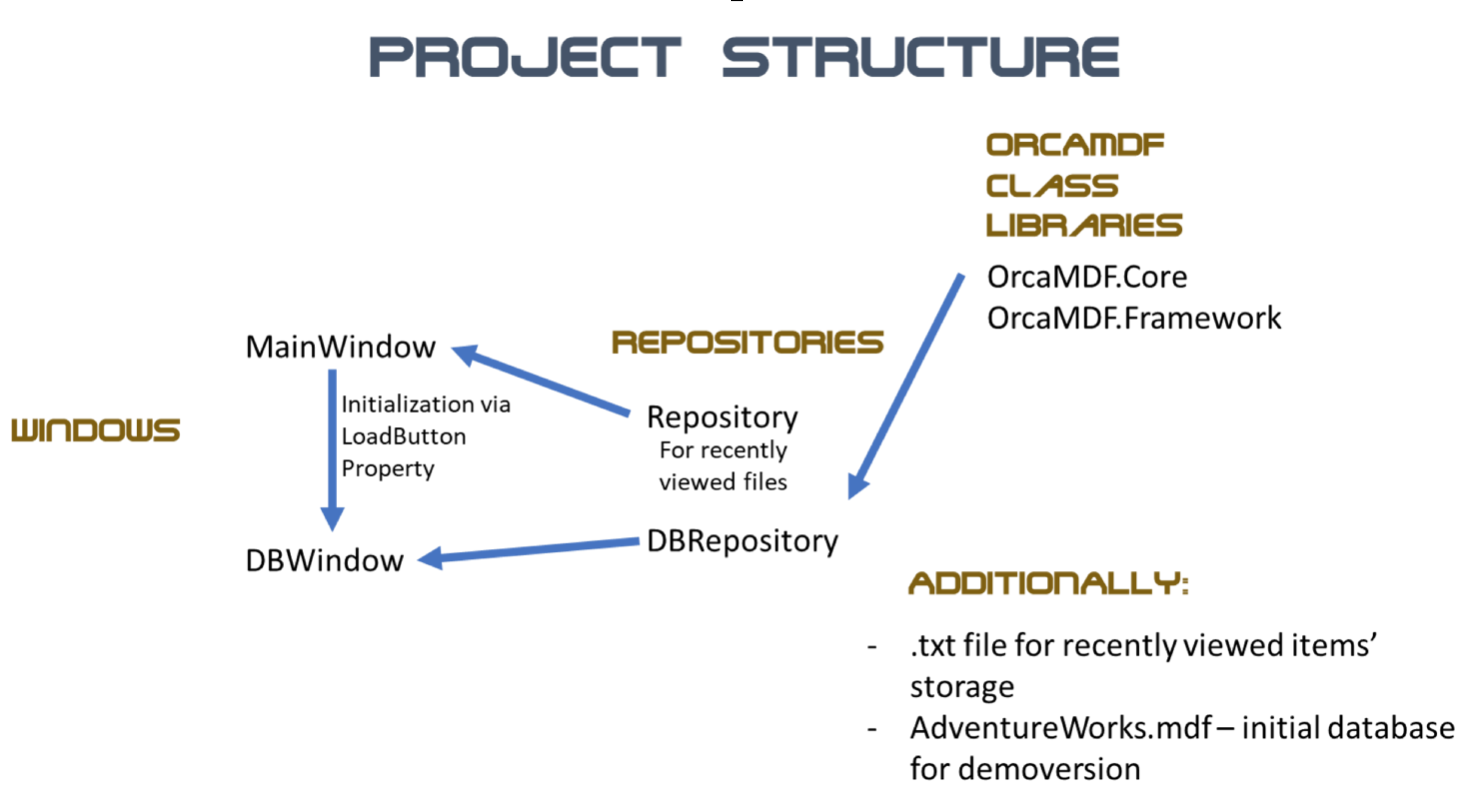 PROJECT STRUCTURE
ORCAMDF
CLASS
LIBRARIES
OrcaMDF.Core
OrcaMDF.Framework
REPOSITORIES
MainWindow
Initialization via
LoadButton
Property
WINDOWS
Repository
For recently
viewed files
DBRepository
DBWindow
ADDITIONALLY:
- .txt file for recently viewed items’
storage
- AdventureWorks.mdf – initial database
for demoversion